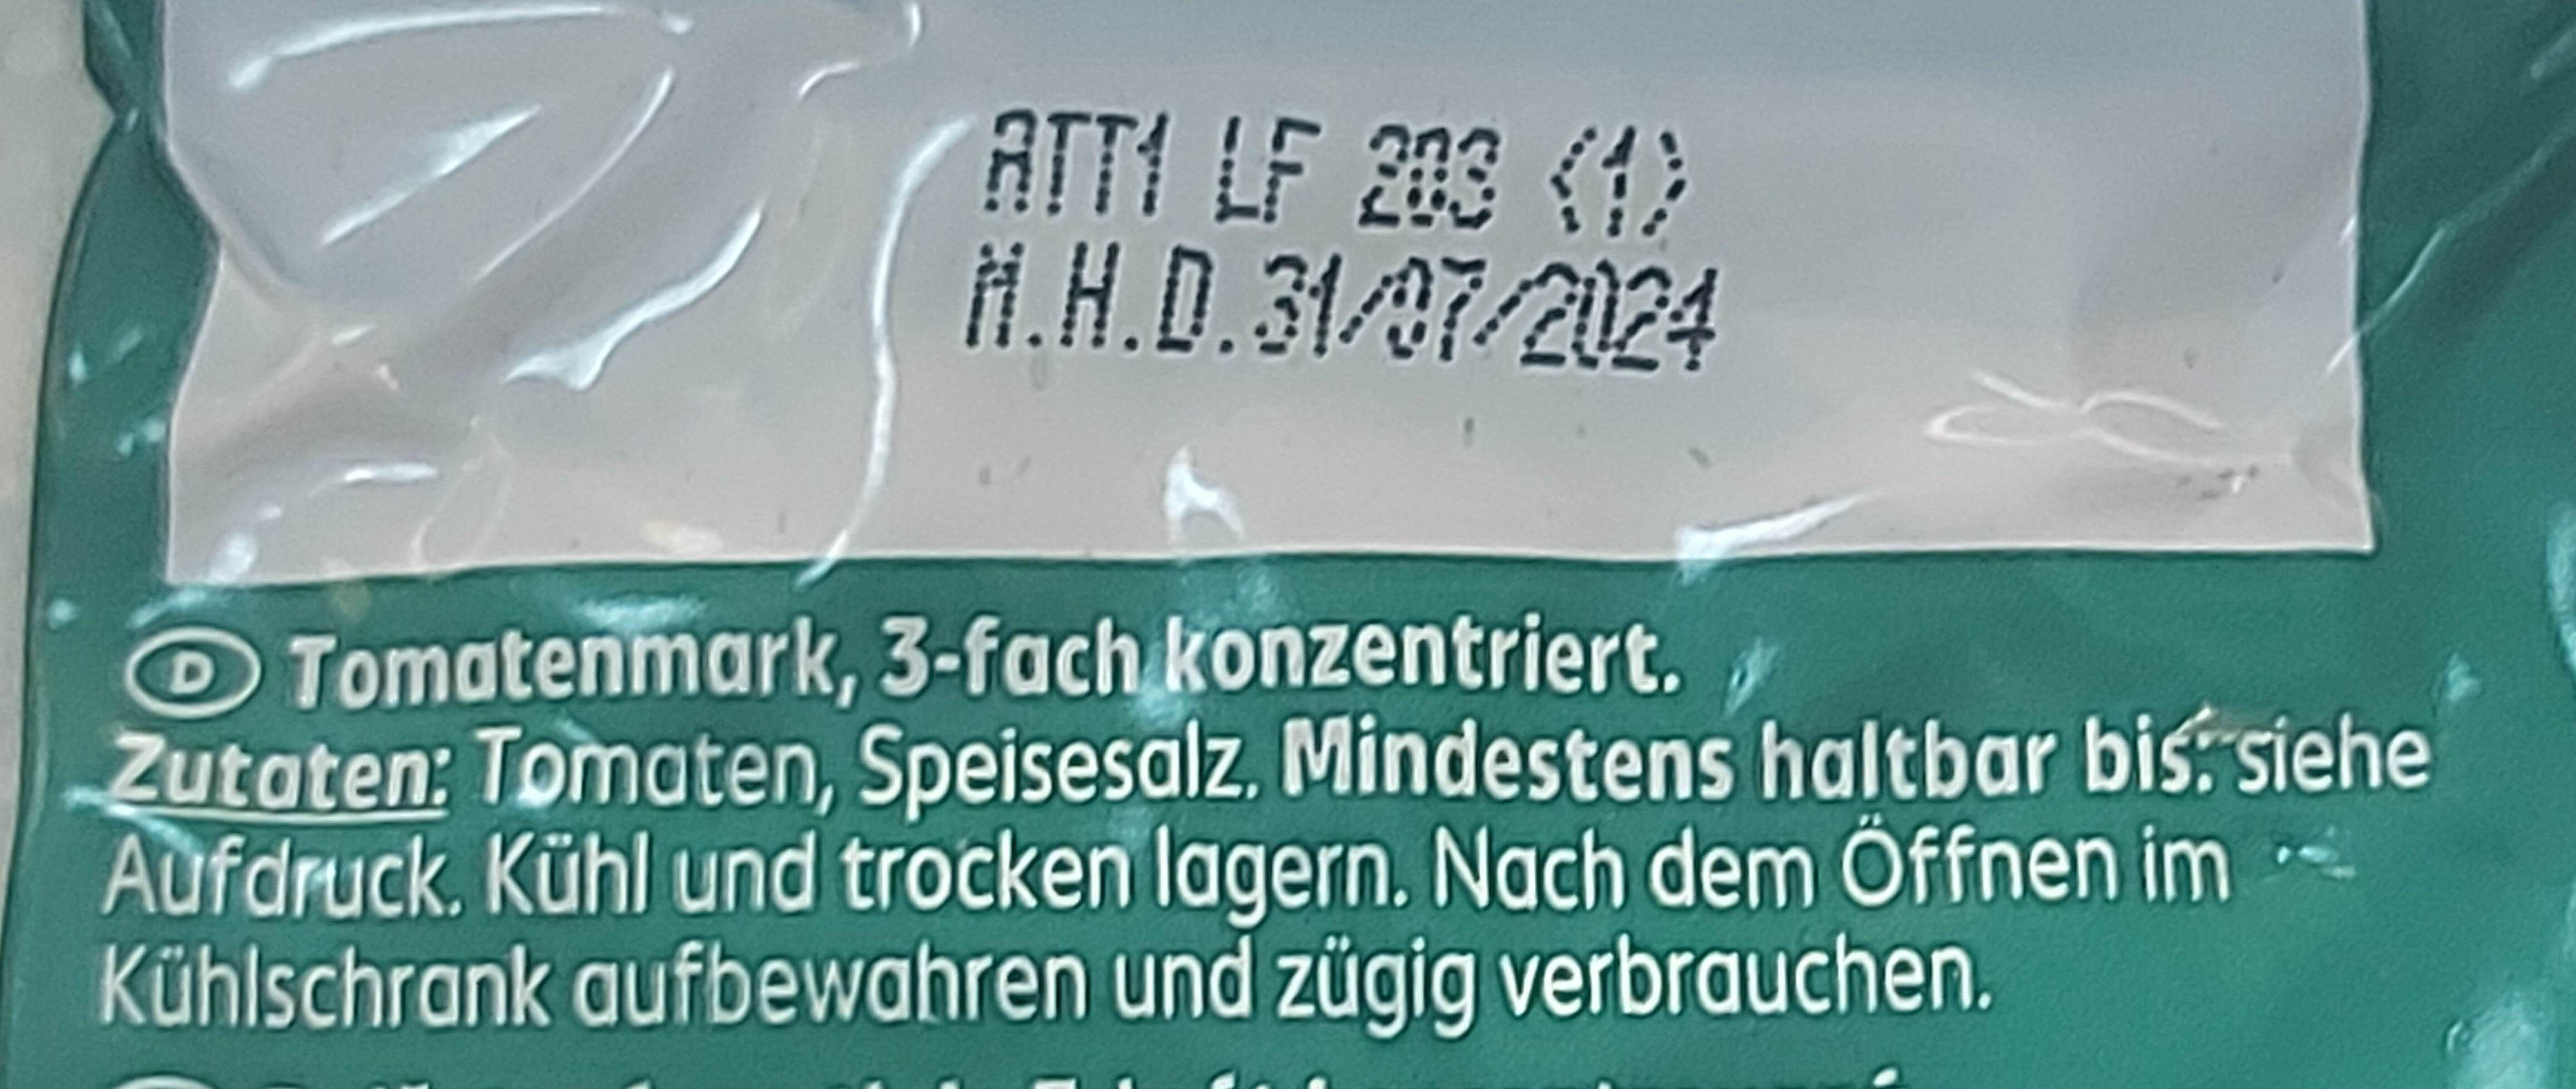 ATT1 LF 203 <1>
M.H.D.31/07/2024
D Tomatenmark, 3-fach konzentriert.
Zutaten: Tomaten, Speisesalz. Mindestens haltbar bis: siehe
Aufdruck. Kühl und trocken lagern. Nach dem Öffnen im
Kühlschrank aufbewahren und zügig verbrauchen.